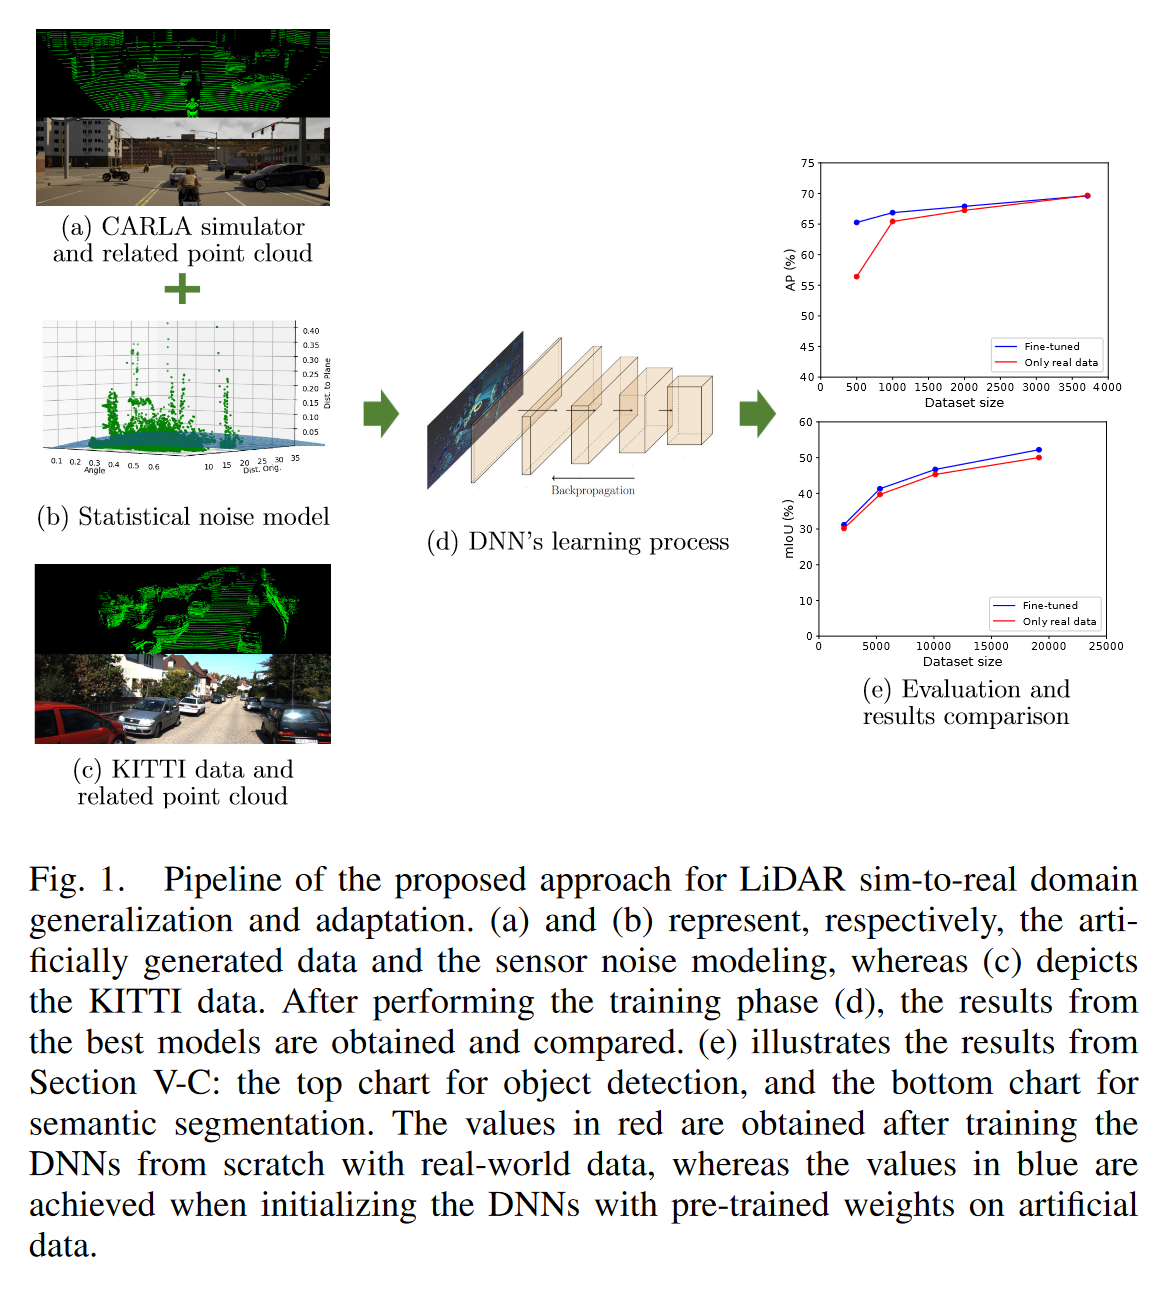 (a) CARLA simulator
and related point cloud
0.40
0.35
0.30
0.25
0.20
0.15
0.10
0.05
Dist. to Plane
0.1 0.2 0.3 0.4 0.5 0.6
Angle
10 15 20 25 30 35
Dist. Orig.
(b) Statistical noise model
(c) KITTI data and
related point cloud
Backpropagation
(d) DNN's learning process
75
70
65
60
55
50
45
40
AP (%)
Fine-tuned
Only real data
0 500 1000 1500 2000 2500 3000 3500 4000
Dataset size
60
50
40
30
20
10
0
mIoU (%)
Fine-tuned
Only real data
0 5000 10000 15000 20000 25000
Dataset size
(e) Evaluation and
results comparison
Fig. 1. Pipeline of the proposed approach for LiDAR sim-to-real domain
generalization and adaptation. (a) and (b) represent, respectively, the arti-
ficially generated data and the sensor noise modeling, whereas (c) depicts
the KITTI data. After performing the training phase (d), the results from
the best models are obtained and compared. (e) illustrates the results from
Section V-C: the top chart for object detection, and the bottom chart for
semantic segmentation. The values in red are obtained after training the
DNNs from scratch with real-world data, whereas the values in blue are
achieved when initializing the DNNs with pre-trained weights on artificial
data.